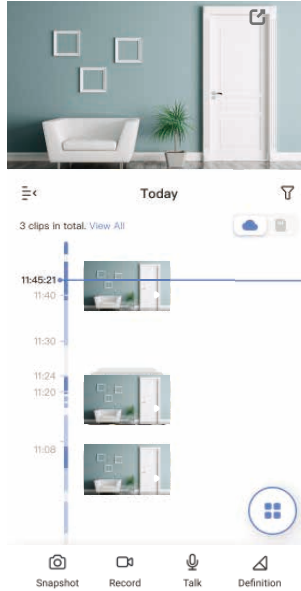 Today
3 clips in total. View All
11:45:21
11:40
11:30
11:24
11:20
11:08
Snapshot Record Talk Definition